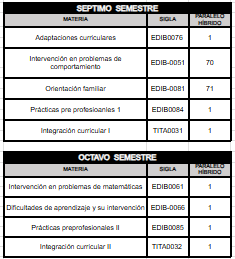 SEPTIMO SEMESTRE
MATERIA SIGLA PARALELO HÍBRIDO
Adaptaciones curriculares EDIB0076 1
Intervención en problemas de comportamiento EDIB-0051 70
Orientación familiar EDIB-0081 71
Prácticas pre profesioanles 1 EDIB0084 1
Integración curricular I TITA0031 1
OCTAVO SEMESTRE
MATERIA SIGLA PARALELO HÍBRIDO
Intervención en problemas de matemáticas EDIB0061 1
Dificultades de aprendizaje y su intervención EDIB-0066 1
Prácticas preprofesionales II EDIB0085 1
Integración curricular II TITA0032 1